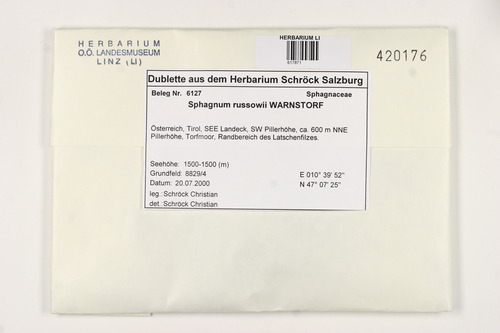 HERBARIUM
O.Ö. LANDESMUSEUM
LINZ (LI)
HERBARIUM LI
617871
420176
Dublette aus dem Herbarium Schröck Salzburg
Beleg Nr. 6127 Sphagnaceae
Sphagnum russowii WARNSTORF
Österreich, Tirol, SEE Landeck, SW Pillerhöhe, ca. 600 m NNE
Pillerhöhe, Torfmoor, Randbereich des Latschenfilzes.
Seehöhe: 1500-1500 (m)
Grundfeld: 8829/4 E 010° 39' 52"
Datum: 20.07.2000 N 47° 07' 25"
leg.:Schröck Christian
det.:Schröck Christian